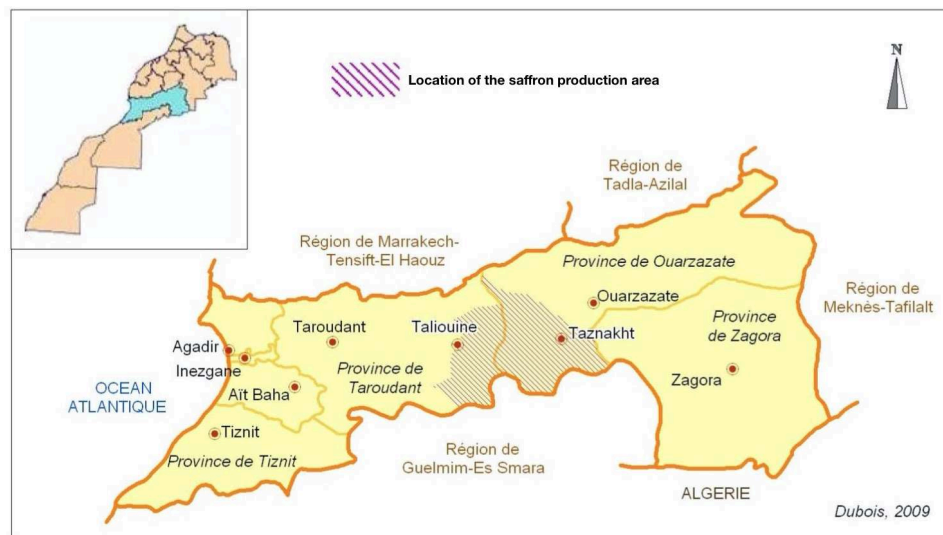 Location of the saffron production area
N
Région de
Tadla-Azilal
Région de Marrakech-
Tensift-El Haouz
Province de Ouarzazate
Région de
Meknès-Tafilalt
Ouarzazate
Taroudant
Taliouine
Taznakht
Province
de Zagora
Agadir
Inezgane
Province de
Taroudant
Zagora
OCEAN
ATLANTIQUE
Aït Baha
Tiznit
Région de
Guelmim-Es Smara
Province de Tiznit
ALGERIE
Dubois, 2009